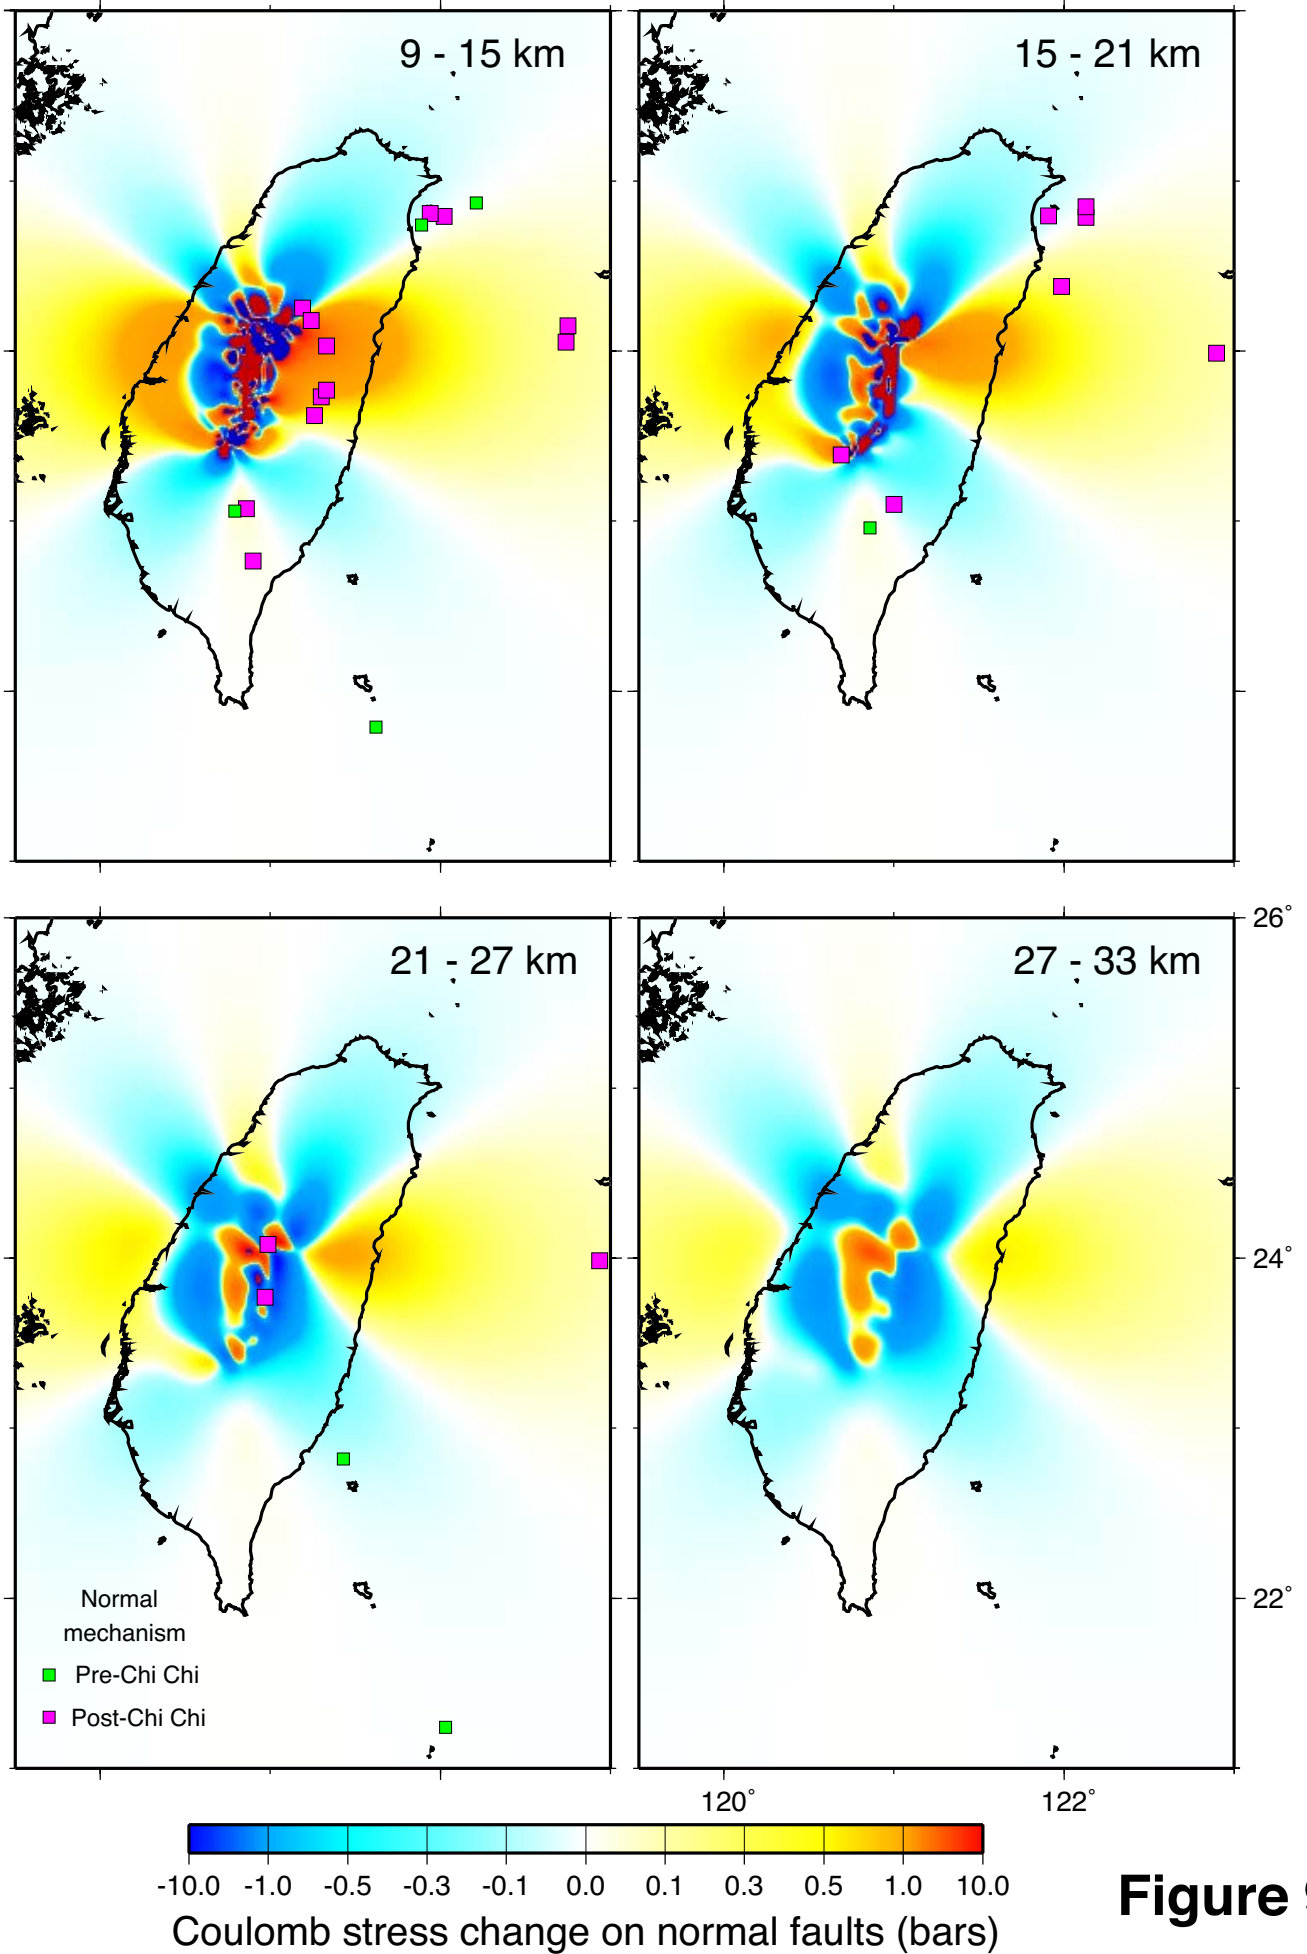 9 - 15 km
15 - 21 km
26°
21 - 27 km
27 - 33 km
24°
22°
Normal
mechanism
Pre-Chi Chi
Post-Chi Chi
120°
122°
-10.0 -1.0 -0.5 -0.3 -0.1 0.0 0.1 0.3 0.5 1.0 10.0
Figure
Coulomb stress change on normal faults (bars)